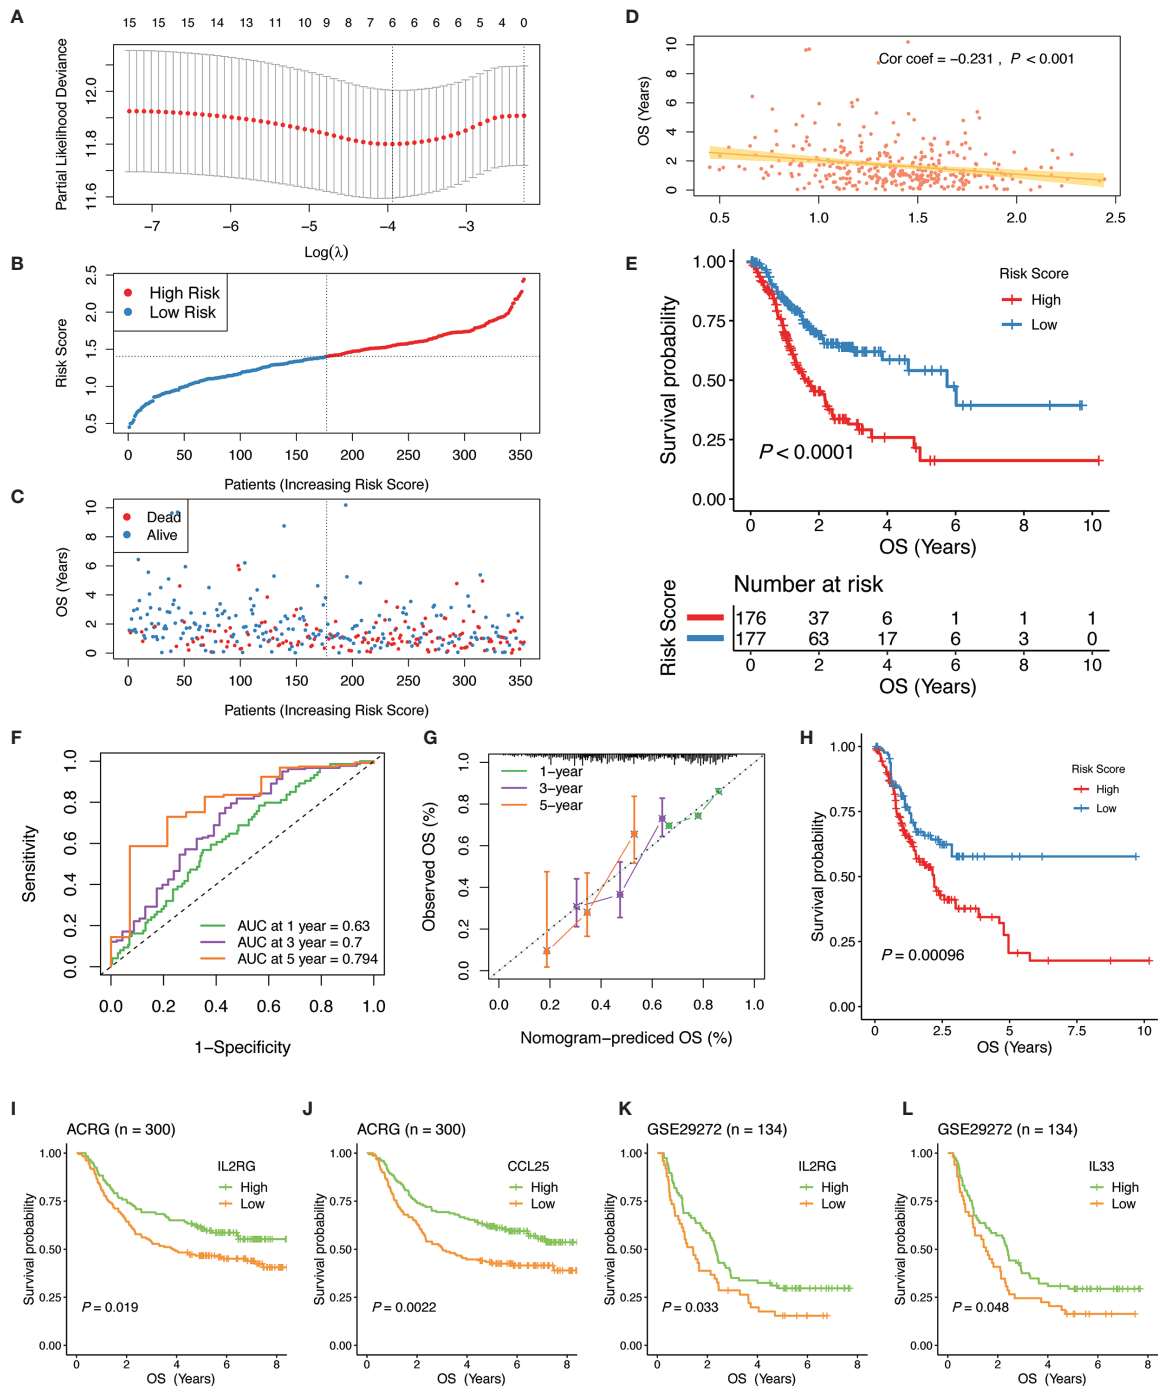 A
15 15 15 15 14 13 11 10 9 8 7 6 6 6 6 6 5 4 0
Partial Likelihood Deviance
12.0
11.8
11.6
−7 −6 −5 −4 −3
Log(λ)
B
High Risk
Low Risk
Risk Score
2.5
2.0
1.5
1.0
0.5
0 50 100 150 200 250 300 350
Patients (Increasing Risk Score)
C
Dead
Alive
OS (Years)
10
8
6
4
2
0
0 50 100 150 200 250 300 350
Patients (Increasing Risk Score)
D
Cor coef = −0.231 , P < 0.001
OS (Years)
10
8
6
4
2
0
0.5 1.0 1.5 2.0 2.5
E
Risk Score
High
Low
Survival probability
1.00
0.75
0.50
0.25
0.00
P < 0.0001
0 2 4 6 8 10
OS (Years)
Number at risk
Risk Score
176 37 6 1 1 1
177 63 17 6 3 0
0 2 4 6 8 10
OS (Years)
F
Sensitivity
1.0
0.8
0.6
0.4
0.2
0.0
AUC at 1 year = 0.63
AUC at 3 year = 0.7
AUC at 5 year = 0.794
0.0 0.2 0.4 0.6 0.8 1.0
1−Specificity
G
1−year
3−year
5−year
Observed OS (%)
1.0
0.8
0.6
0.4
0.2
0.0
0.0 0.2 0.4 0.6 0.8 1.0
Nomogram−prediced OS (%)
H
Risk Score
High
Low
Survival probability
1.00
0.75
0.50
0.25
0.00
P = 0.00096
0 2.5 5 7.5 10
OS (Years)
I
ACRG (n = 300)
IL2RG
High
Low
Survival probability
1.00
0.75
0.50
0.25
0.00
P = 0.019
0 2 4 6 8
OS (Years)
J
ACRG (n = 300)
CCL25
High
Low
Survival probability
1.00
0.75
0.50
0.25
0.00
P = 0.0022
0 2 4 6 8
OS (Years)
K
GSE29272 (n = 134)
IL2RG
High
Low
Survival probability
1.00
0.75
0.50
0.25
0.00
P = 0.033
0 2 4 6 8
OS (Years)
L
GSE29272 (n = 134)
IL33
High
Low
Survival probability
1.00
0.75
0.50
0.25
0.00
P = 0.048
0 2 4 6 8
OS (Years)